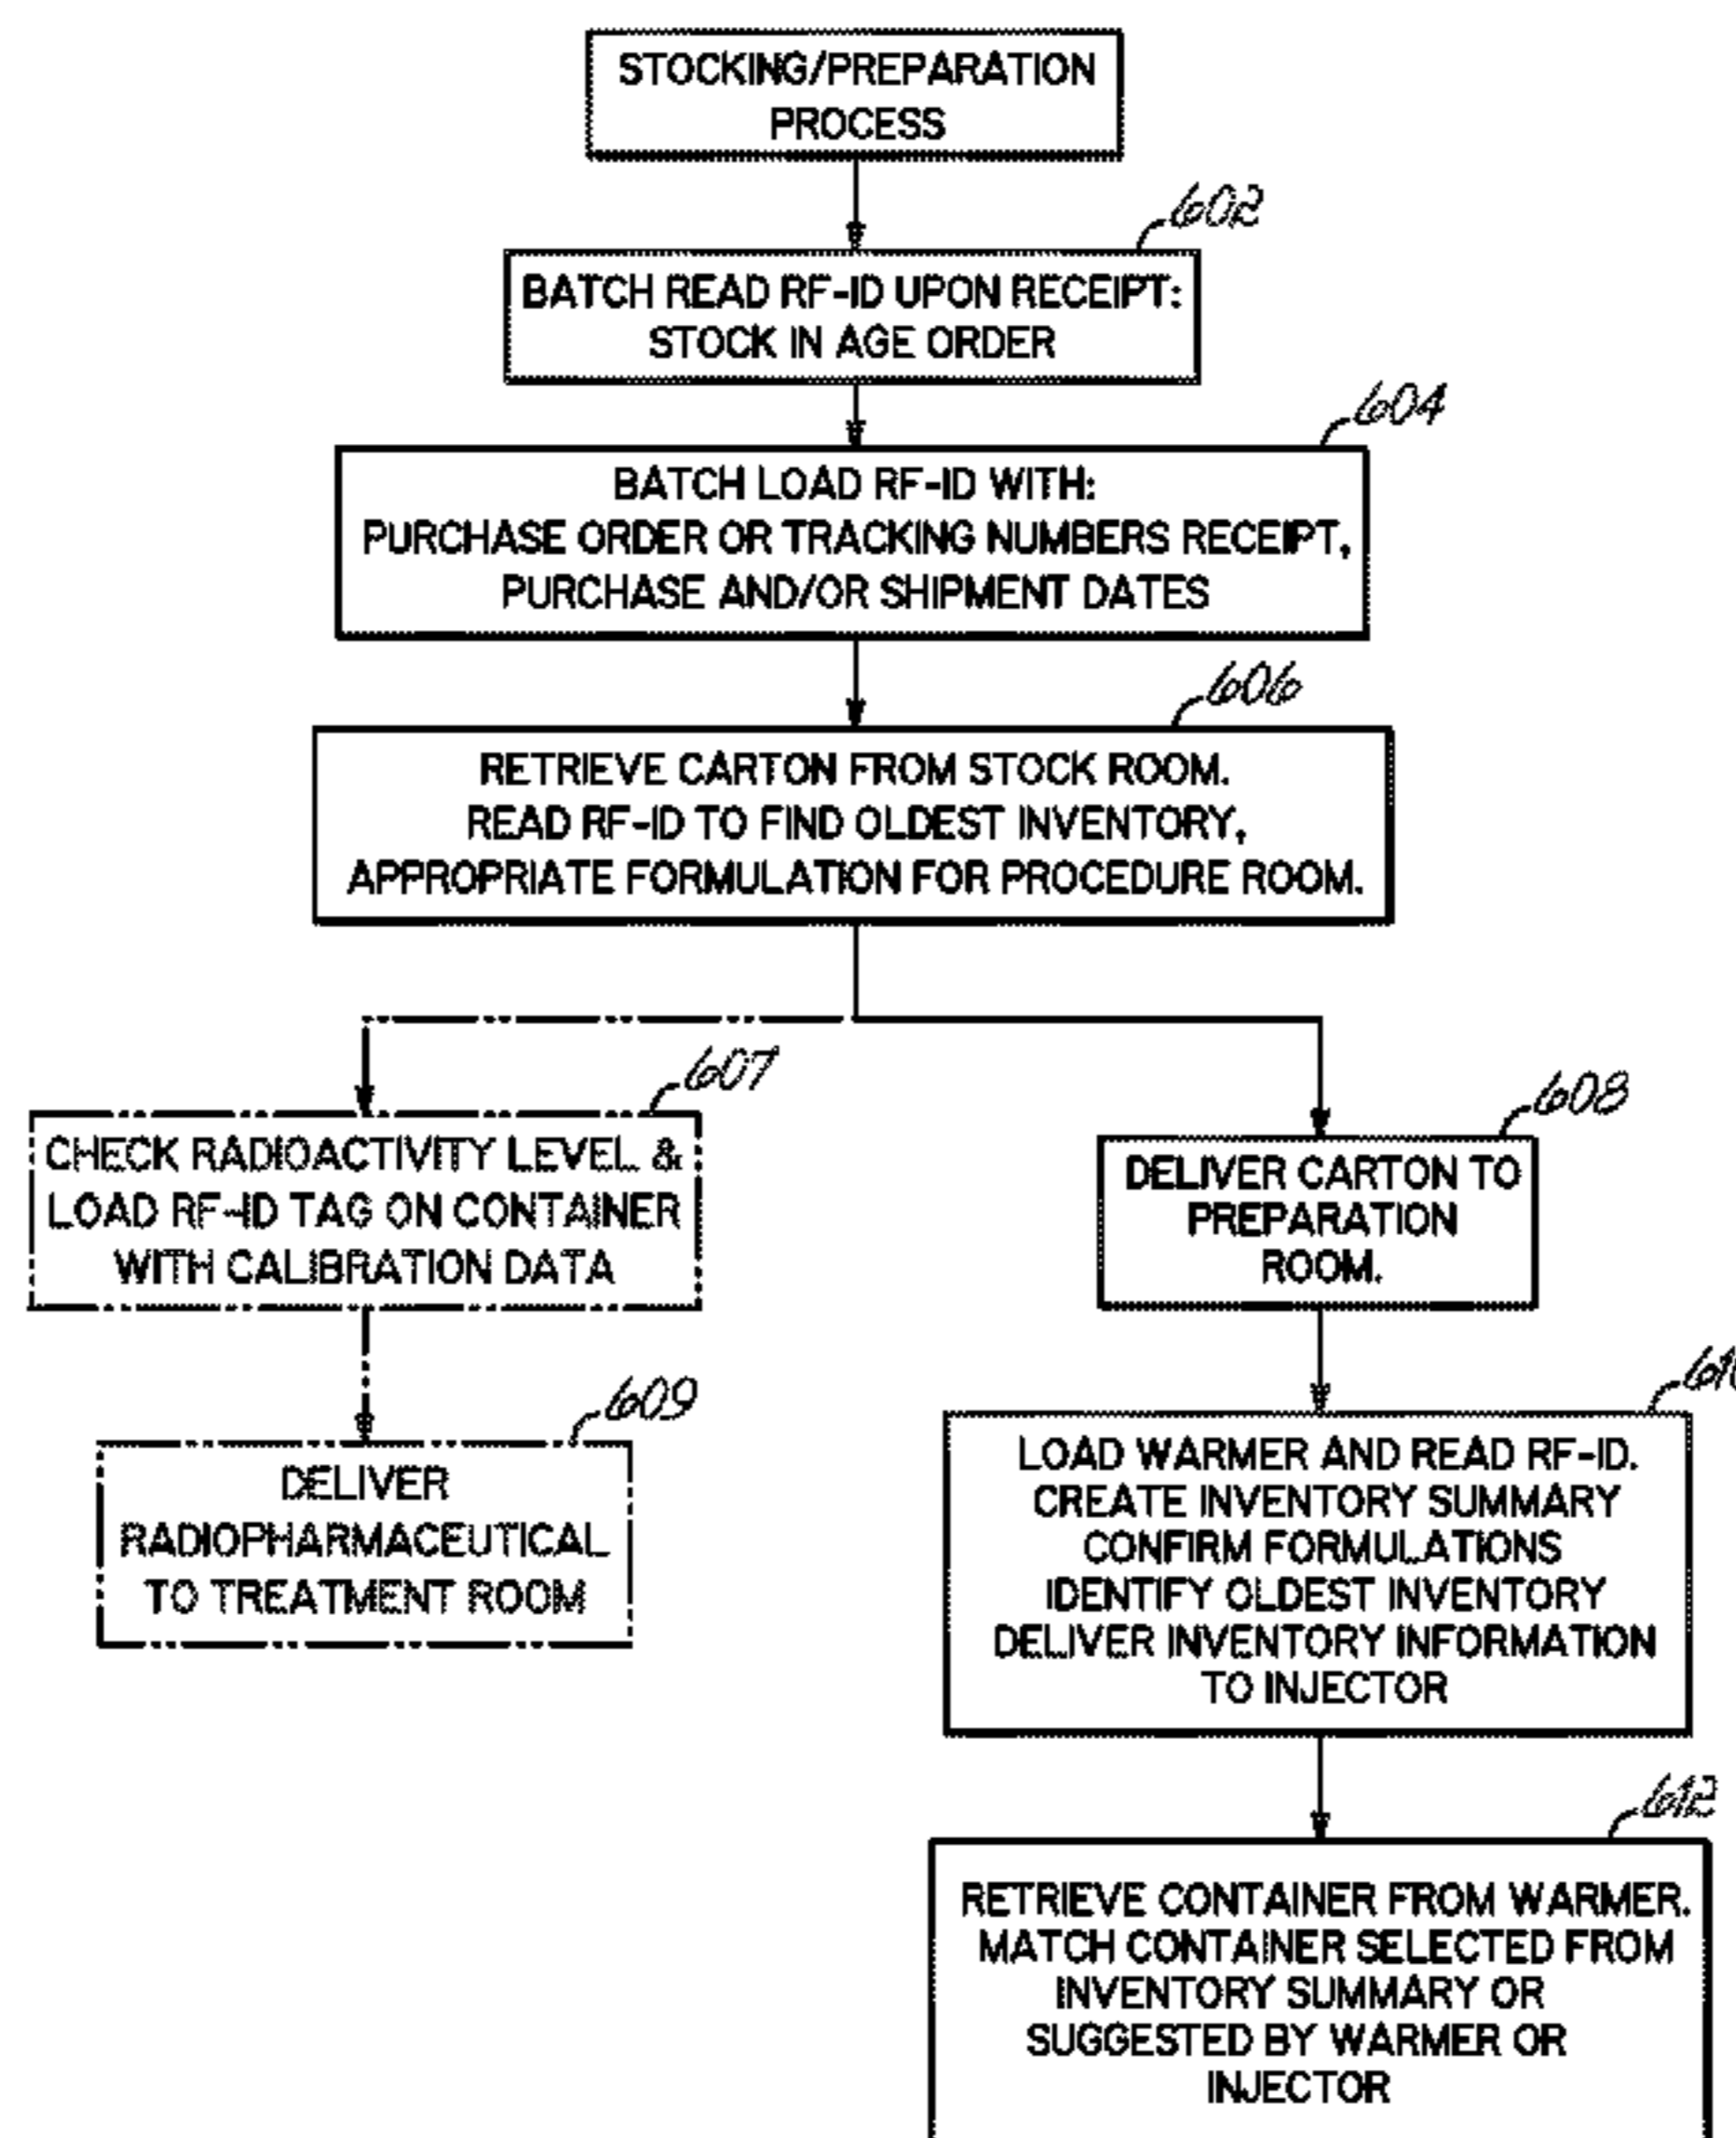 STOCKING/PREPARATION
PROCESS
602
BATCH READ RF-ID UPON RECEIPT:
STOCK IN AGE ORDER
604
BATCH LOAD RF-ID WITH:
PURCHASE ORDER OR TRACKING NUMBERS RECEIPT,
PURCHASE AND/OR SHIPMENT DATES
606
RETRIEVE CARTON FROM STOCK ROOM.
READ RF-ID TO FIND OLDEST INVENTORY,
APPROPRIATE FORMULATION FOR PROCEDURE ROOM.
607
CHECK RADIOACTIVITY LEVEL &
LOAD RF-ID TAG ON CONTAINER
WITH CALIBRATION DATA
608
DELIVER CARTON TO
PREPARATION
ROOM.
609
DELIVER
RADIOPHARMACEUTICAL
TO TREATMENT ROOM
610
LOAD WARMER AND READ RF-ID.
CREATE INVENTORY SUMMARY
CONFIRM FORMULATIONS
IDENTIFY OLDEST INVENTORY
DELIVER INVENTORY INFORMATION
TO INJECTOR
612
RETRIEVE CONTAINER FROM WARMER.
MATCH CONTAINER SELECTED FROM
INVENTORY SUMMARY OR
SUGGESTED BY WARMER OR
INJECTOR